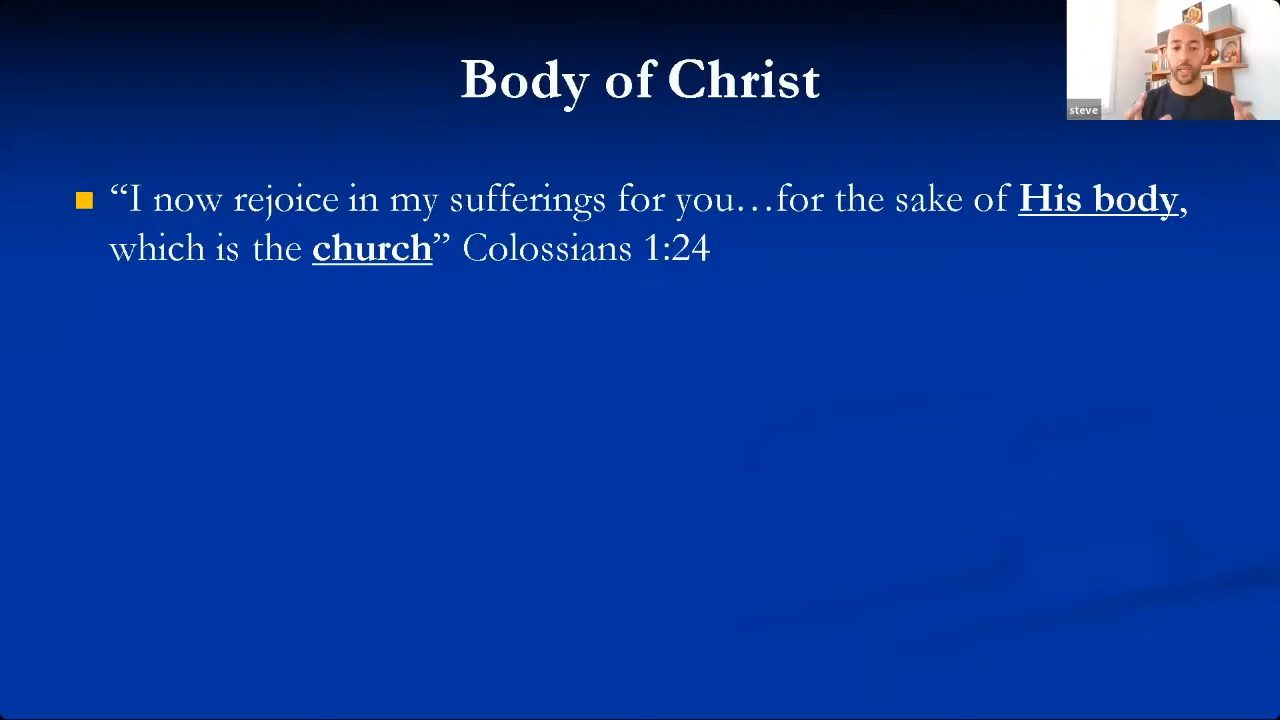 Body of Christ
steve
“I now rejoice in my sufferings for you…for the sake of His body,
which is the church” Colossians 1:24